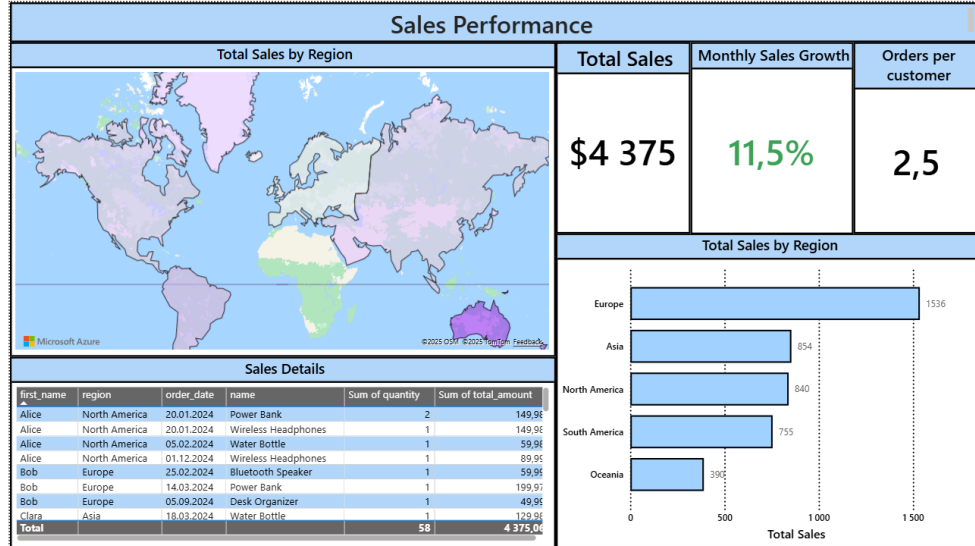 Sales Performance
Total Sales by Region
Total Sales
$4 375
Monthly Sales Growth
11,5%
Orders per
customer
2,5
Microsoft Azure
©2025 OSM ©2025 TomTom Feedback
Total Sales by Region
Europe 1536
Asia 854
North America 840
South America 755
Oceania 390
0 500 1 000 1 500
Total Sales
Sales Details
first_name region order_date name Sum of quantity Sum of total_amount
Alice North America 20.01.2024 Power Bank 2 149,98
Alice North America 20.01.2024 Wireless Headphones 1 149,98
Alice North America 05.02.2024 Water Bottle 1 59,98
Alice North America 01.12.2024 Wireless Headphones 1 89,99
Bob Europe 25.02.2024 Bluetooth Speaker 1 59,99
Bob Europe 14.03.2024 Power Bank 1 199,97
Bob Europe 05.09.2024 Desk Organizer 1 49,99
Clara Asia 18.03.2024 Water Bottle 1 129,98
Total 58 4 375,06